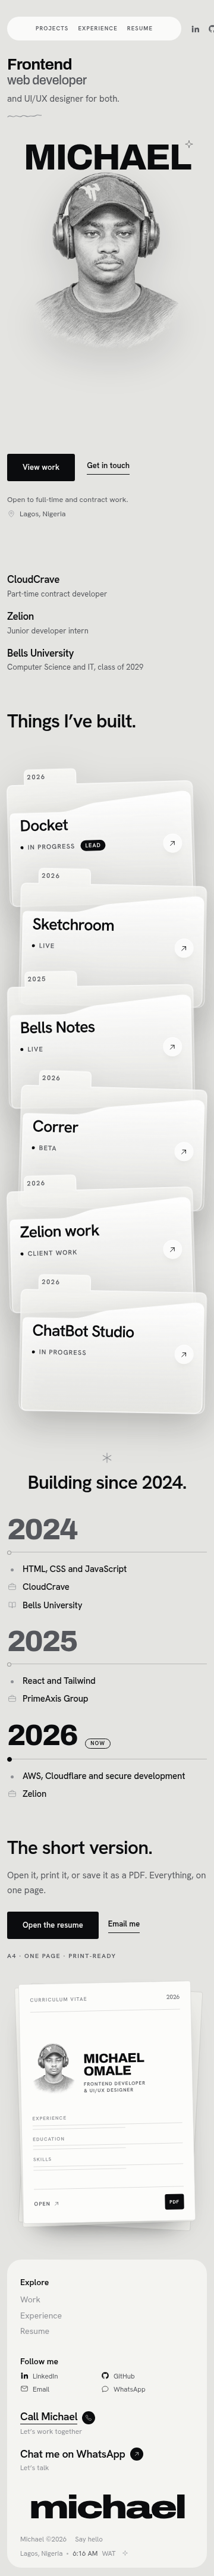 PROJECTS EXPERIENCE RESUME
Frontend
web developer
and UI/UX designer for both.
MICHAEL
View work Get in touch
Open to full-time and contract work.
Lagos, Nigeria
CloudCrave
Part-time contract developer
Zelion
Junior developer intern
Bells University
Computer Science and IT, class of 2029
Things I’ve built.
2026
Docket
IN PROGRESS LEAD
2026
Sketchroom
LIVE
2025
Bells Notes
LIVE
2026
Correr
BETA
2026
Zelion work
CLIENT WORK
2026
ChatBot Studio
IN PROGRESS
Building since 2024.
2024
HTML, CSS and JavaScript
CloudCrave
Bells University
2025
React and Tailwind
PrimeAxis Group
2026 NOW
AWS, Cloudflare and secure development
Zelion
The short version.
Open it, print it, or save it as a PDF. Everything, on
one page.
Open the resume Email me
A4 · ONE PAGE · PRINT-READY
CURRICULUM VITAE 2026
MICHAEL
OMALE
FRONTEND DEVELOPER
& UI/UX DESIGNER
EXPERIENCE
EDUCATION
SKILLS
OPEN PDF
Explore
Work
Experience
Resume
Follow me
LinkedIn GitHub
Email WhatsApp
Call Michael
Let’s work together
Chat me on WhatsApp
Let’s talk
michael
Michael ©2026 Say hello
Lagos, Nigeria • 6:16 AM WAT